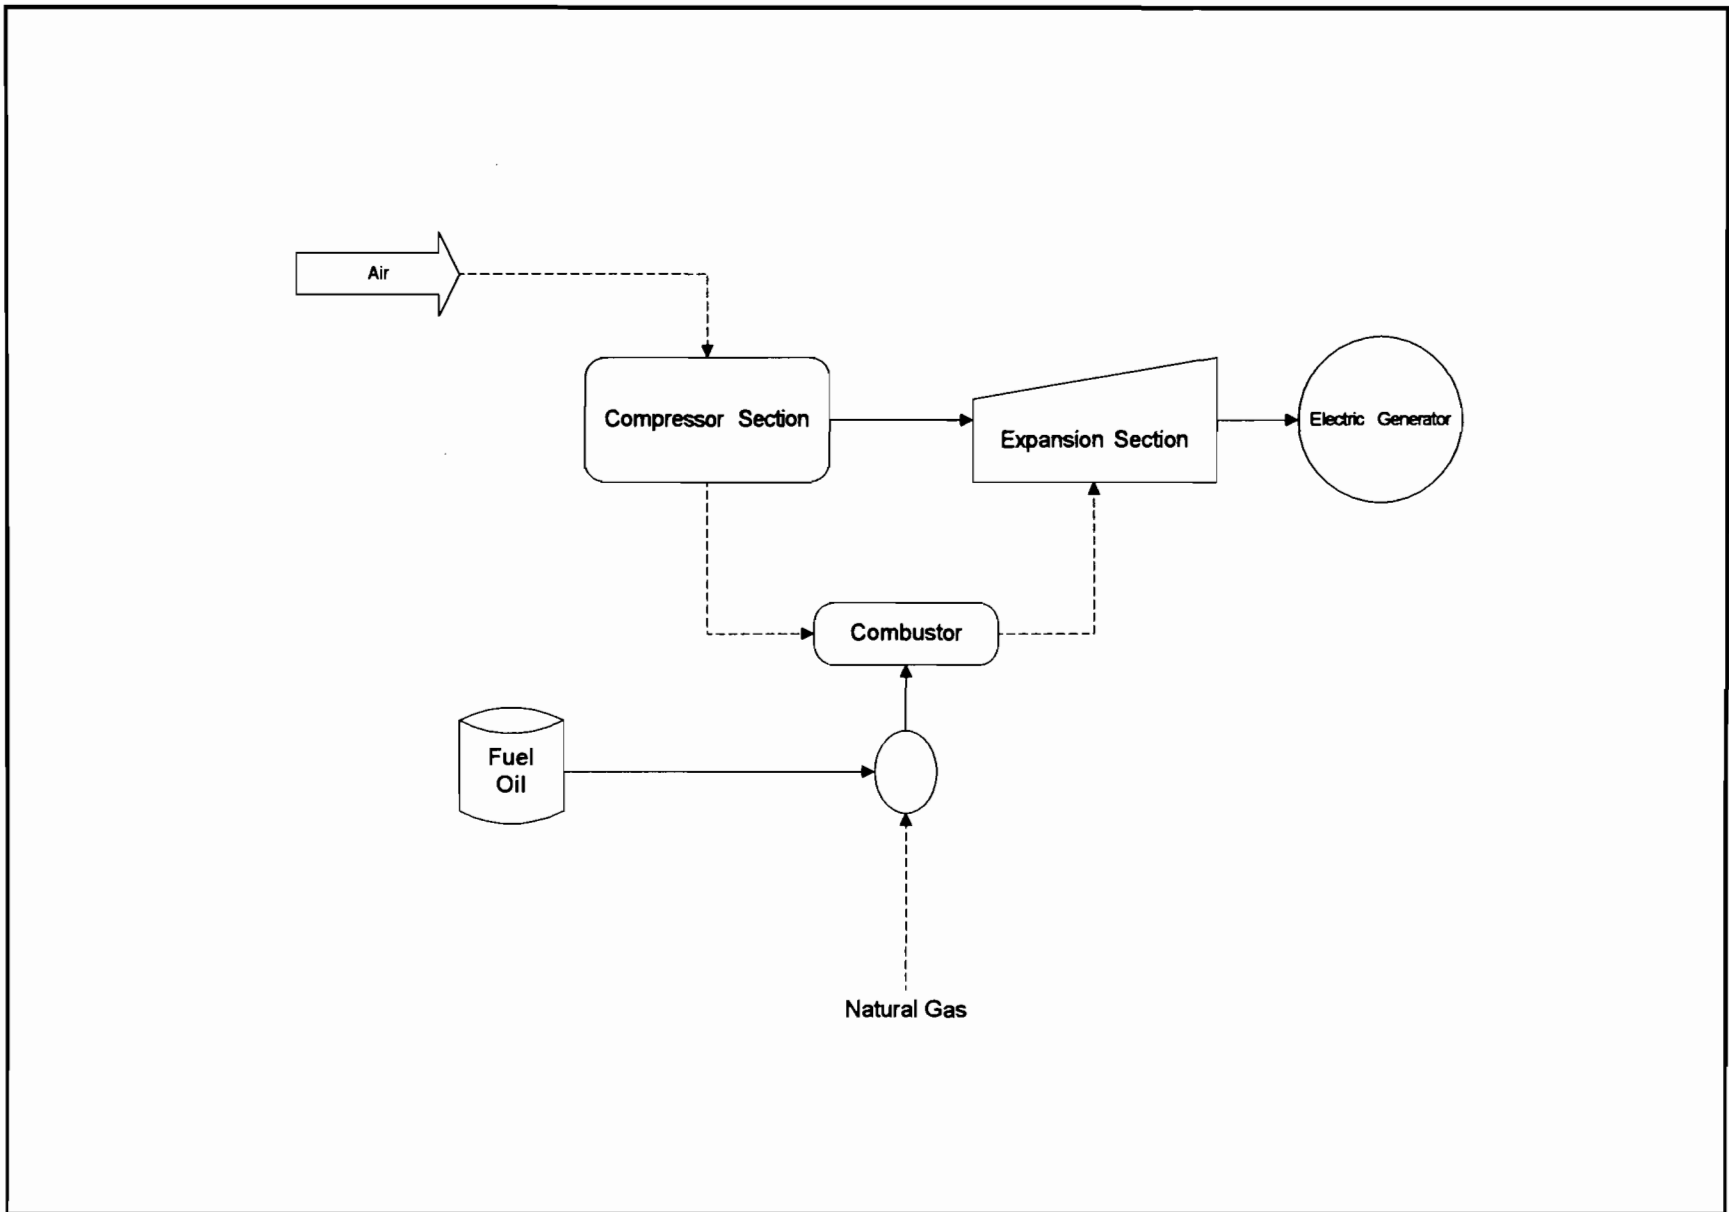 Air
Compressor Section
Expansion Section
Electric Generator
Combustor
Fuel
Oil
Natural Gas